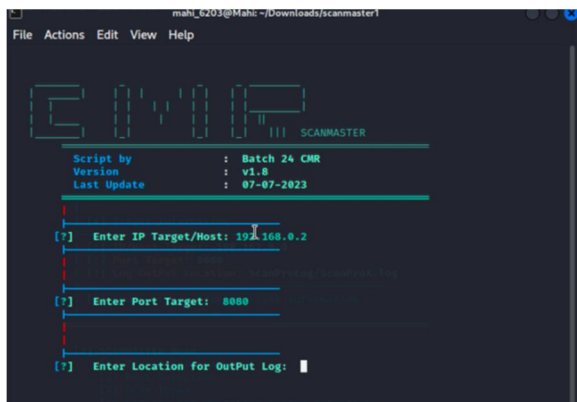 mahi_6203@Mahi: ~/Downloads/scanmaster1
File Actions Edit View Help
CMR
SCANMASTER
Script by : Batch 24 CMR
Version : v1.8
Last Update : 07-07-2023
[?] Enter IP Target/Host: 192.168.0.2
[?] Enter Port Target: 8080
[?] Enter Location for OutPut Log: